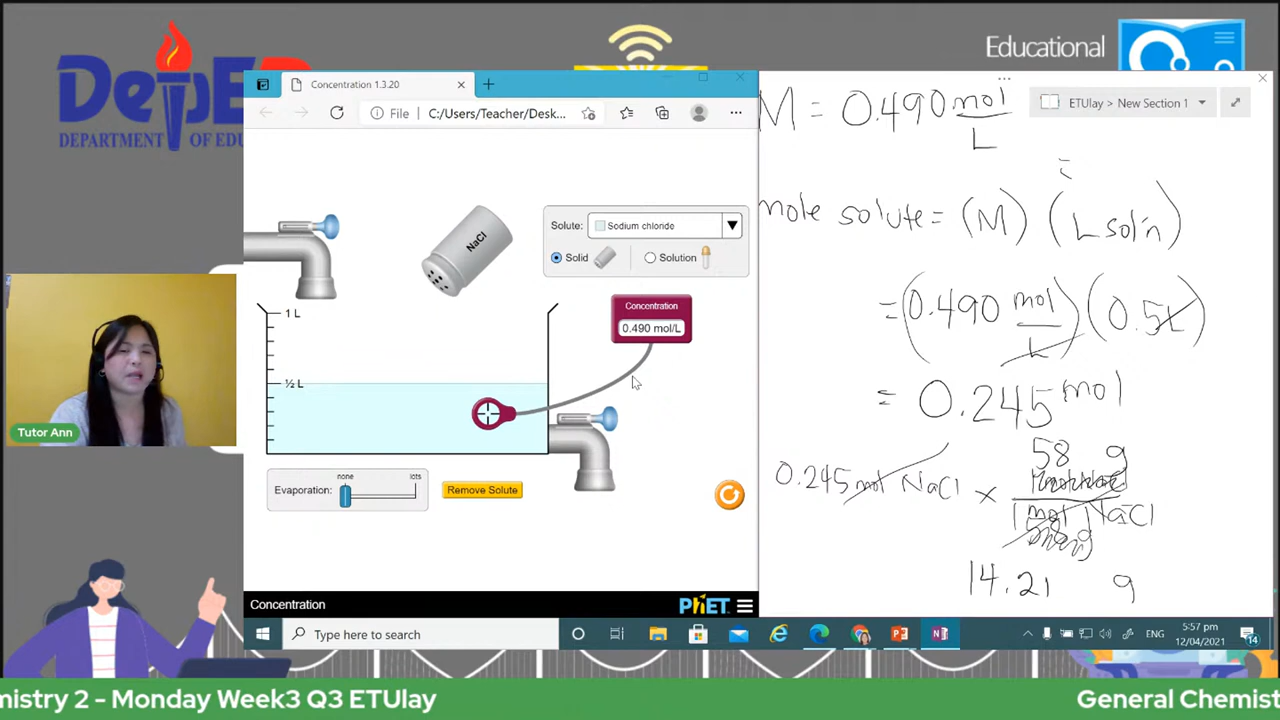 DepED
DEPARTMENT OF EDU
Educational
Concentration 1.3.20
File
C:/Users/Teacher/Desk...
ETUlay > New Section 1
M = 0.490 mol/L
=
mole solute = (M) (L sol'n)
= (0.490 mol/L) (0.5L)
= 0.245 mol
0.245 mol NaCl × 58 g / 1 mol NaCl
14.21 g
NaCl
Solute: Sodium chloride
Solid
Solution
Concentration
0.490 mol/L
1 L
½ L
Evaporation:
none
lots
Remove Solute
Tutor Ann
Concentration
PhET
Type here to search
ENG
5:57 pm
12/04/2021
14
mistry 2 - Monday Week3 Q3 ETUlay
General Chemist